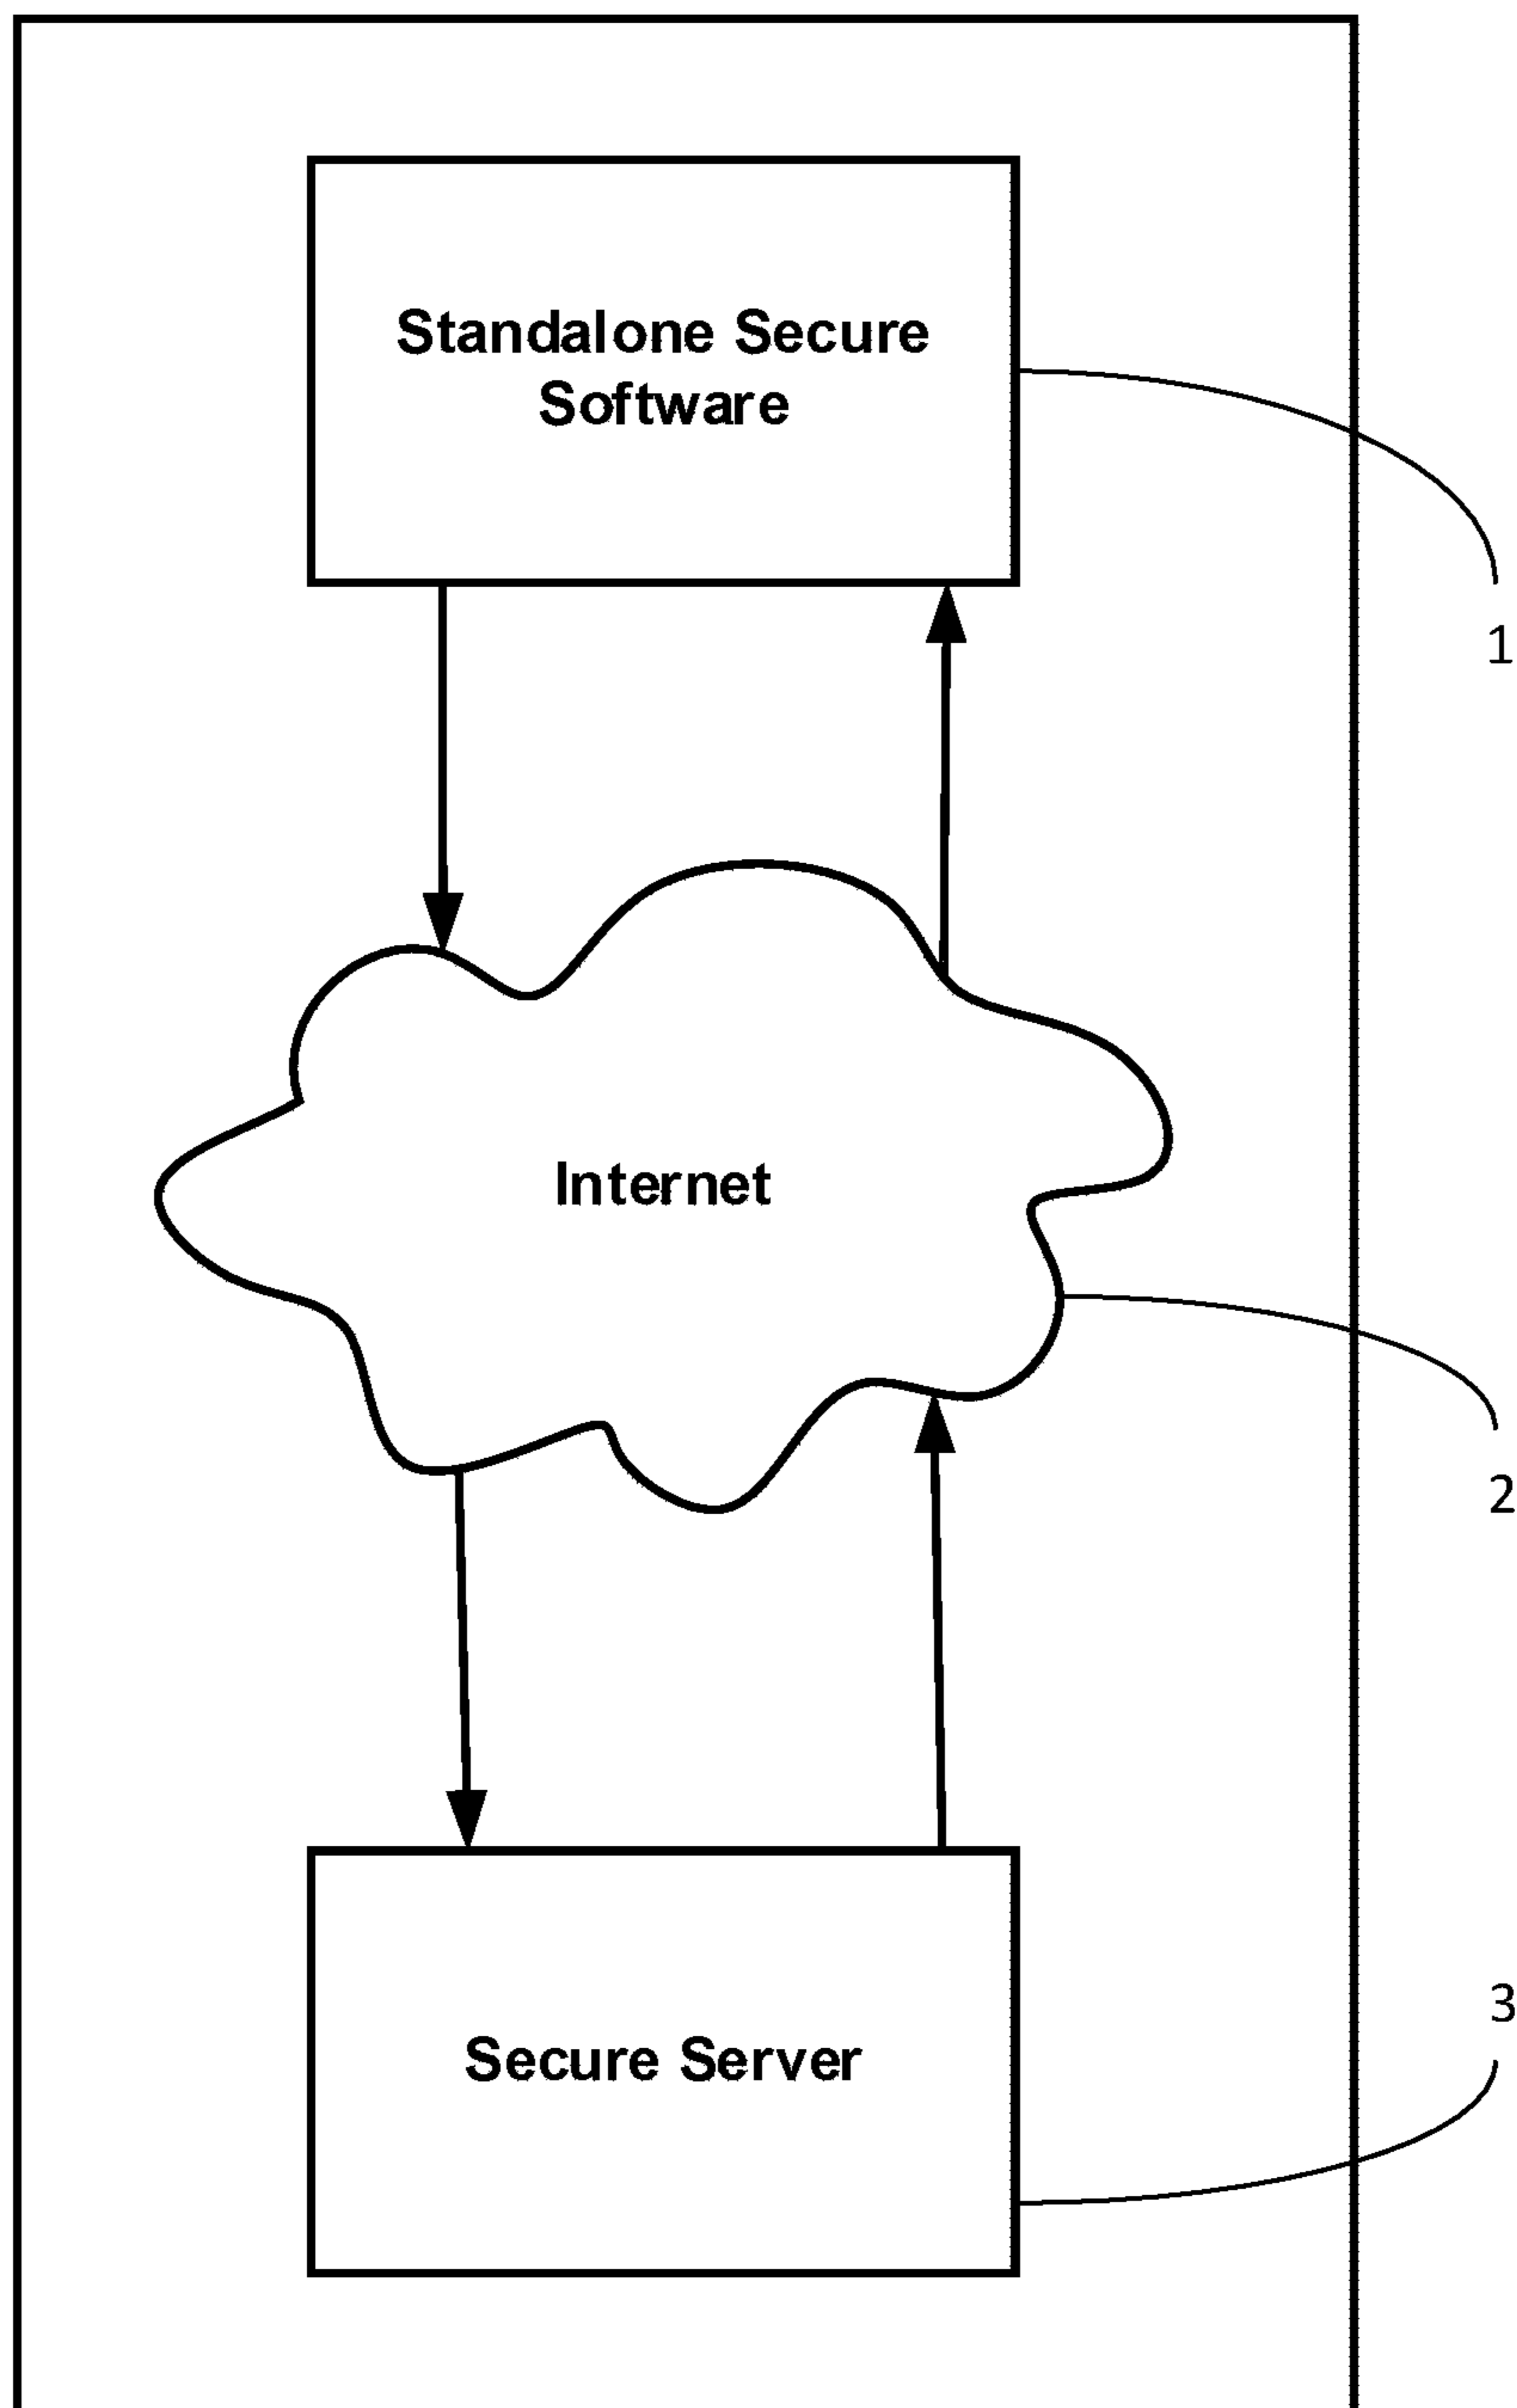 Standalone Secure
Software
1
Internet
2
3
Secure Server